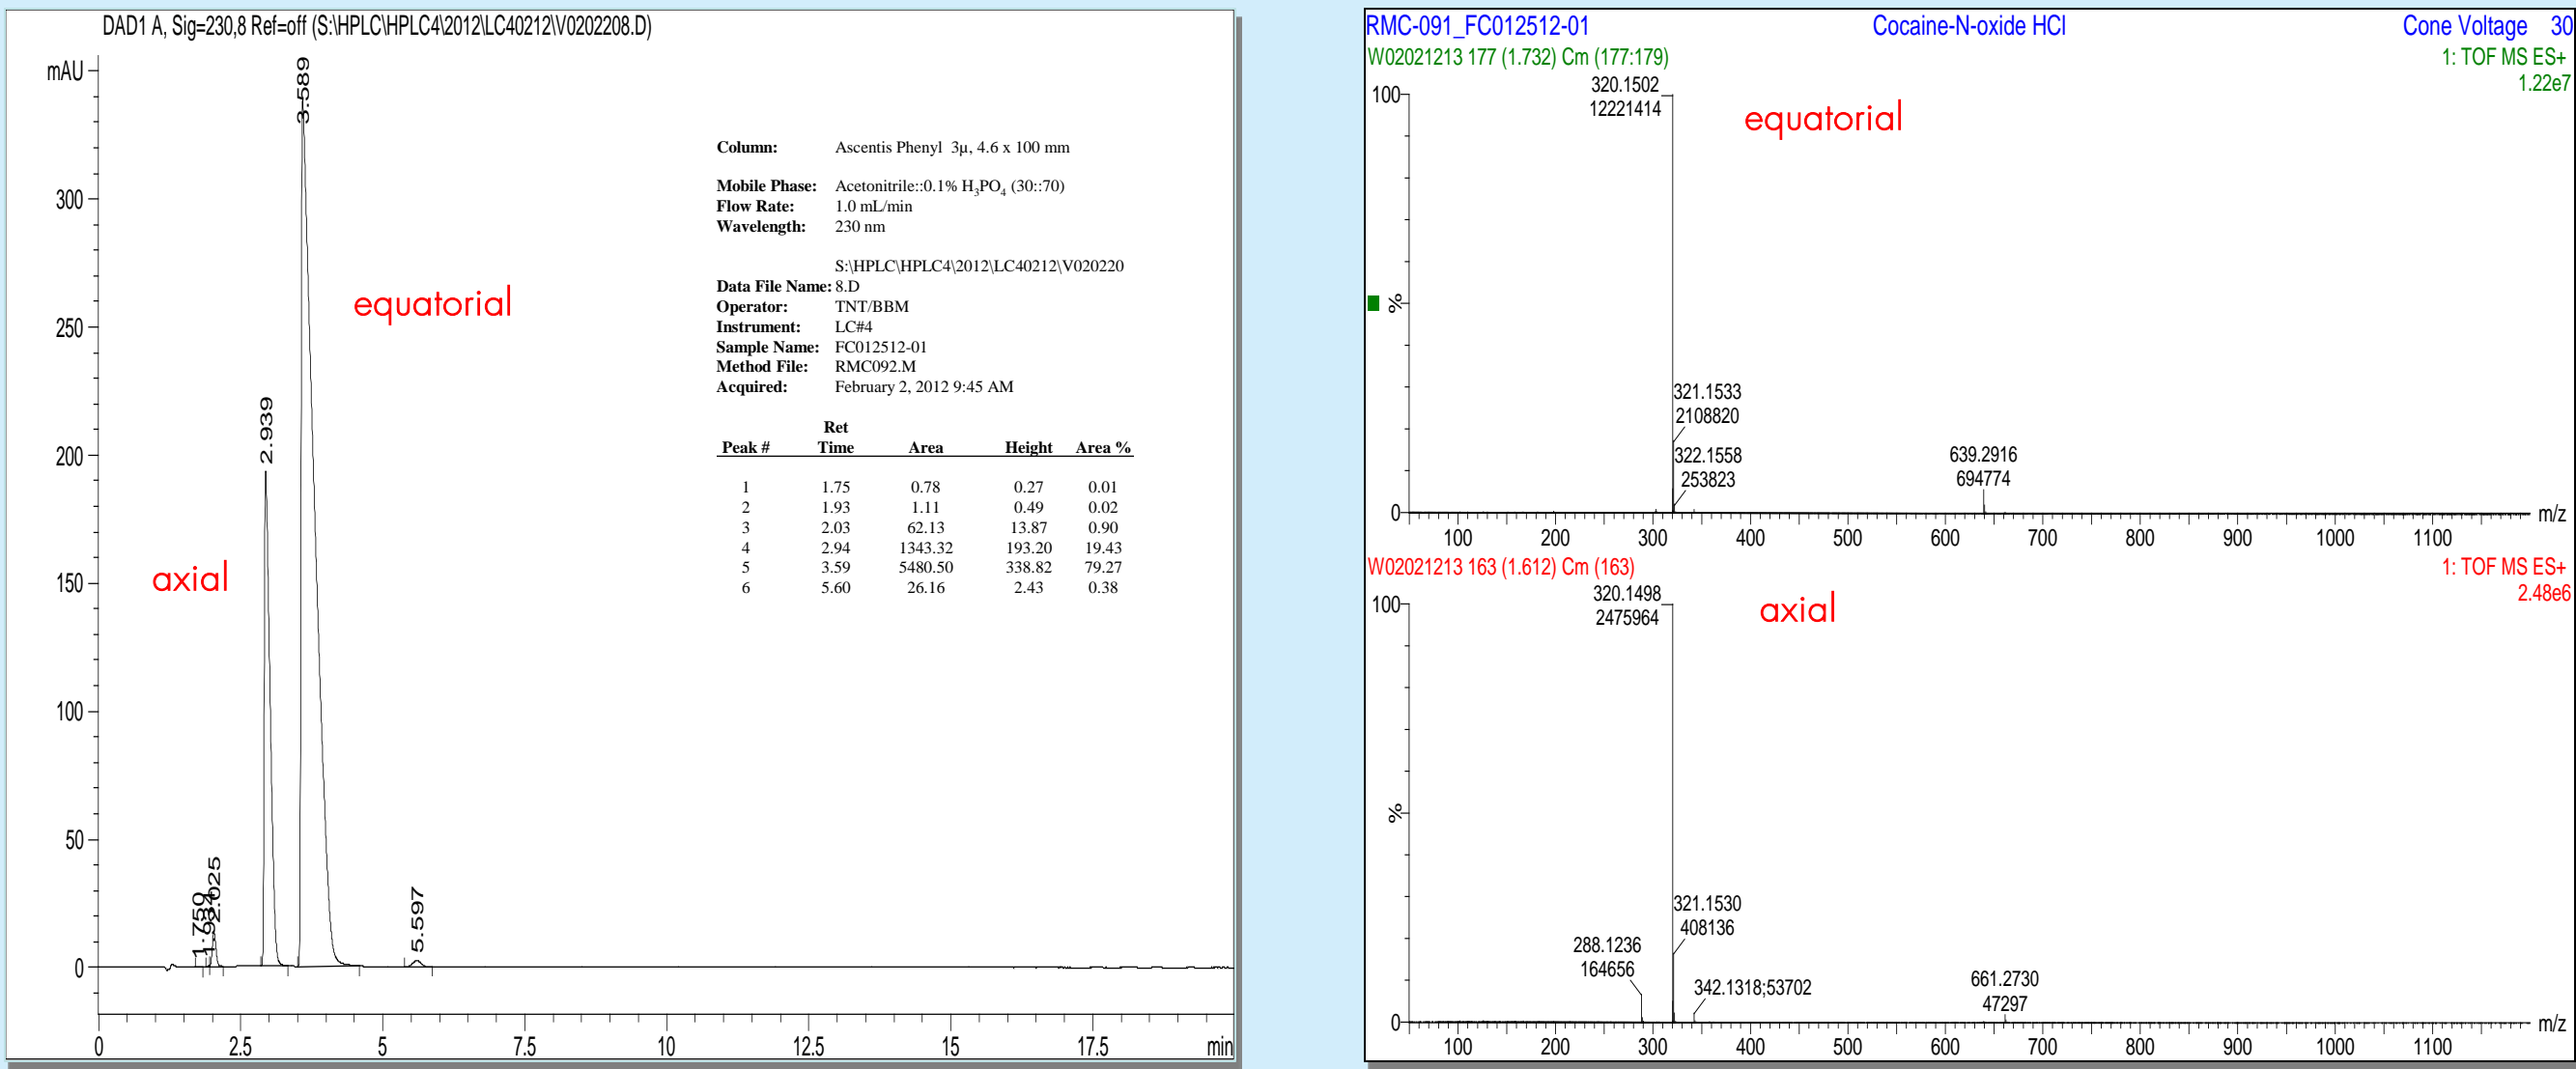 DAD1 A, Sig=230,8 Ref=off (S:\HPLC\HPLC4\2012\LC40212\V0202208.D)
mAU
300
250
200
150
100
50
0
0 2.5 5 7.5 10 12.5 15 17.5 min
1.750
1.934
2.025
2.939
3.589
5.597
axial
equatorial
Column: Ascentis Phenyl 3µ, 4.6 x 100 mm
Mobile Phase: Acetonitrile::0.1% H₃PO₄ (30::70)
Flow Rate: 1.0 mL/min
Wavelength: 230 nm
S:\HPLC\HPLC4\2012\LC40212\V020220
Data File Name: 8.D
Operator: TNT/BBM
Instrument: LC#4
Sample Name: FC012512-01
Method File: RMC092.M
Acquired: February 2, 2012 9:45 AM
Ret
Peak # Time Area Height Area %
1 1.75 0.78 0.27 0.01
2 1.93 1.11 0.49 0.02
3 2.03 62.13 13.87 0.90
4 2.94 1343.32 193.20 19.43
5 3.59 5480.50 338.82 79.27
6 5.60 26.16 2.43 0.38
RMC-091_FC012512-01 Cocaine-N-oxide HCl Cone Voltage 30
W02021213 177 (1.732) Cm (177:179) 1: TOF MS ES+
1.22e7
100
%
0
320.1502
12221414
equatorial
321.1533
2108820
322.1558
253823
639.2916
694774
m/z
100 200 300 400 500 600 700 800 900 1000 1100
W02021213 163 (1.612) Cm (163) 1: TOF MS ES+
2.48e6
100
%
0
320.1498
2475964
axial
321.1530
408136
288.1236
164656
342.1318;53702
661.2730
47297
m/z
100 200 300 400 500 600 700 800 900 1000 1100